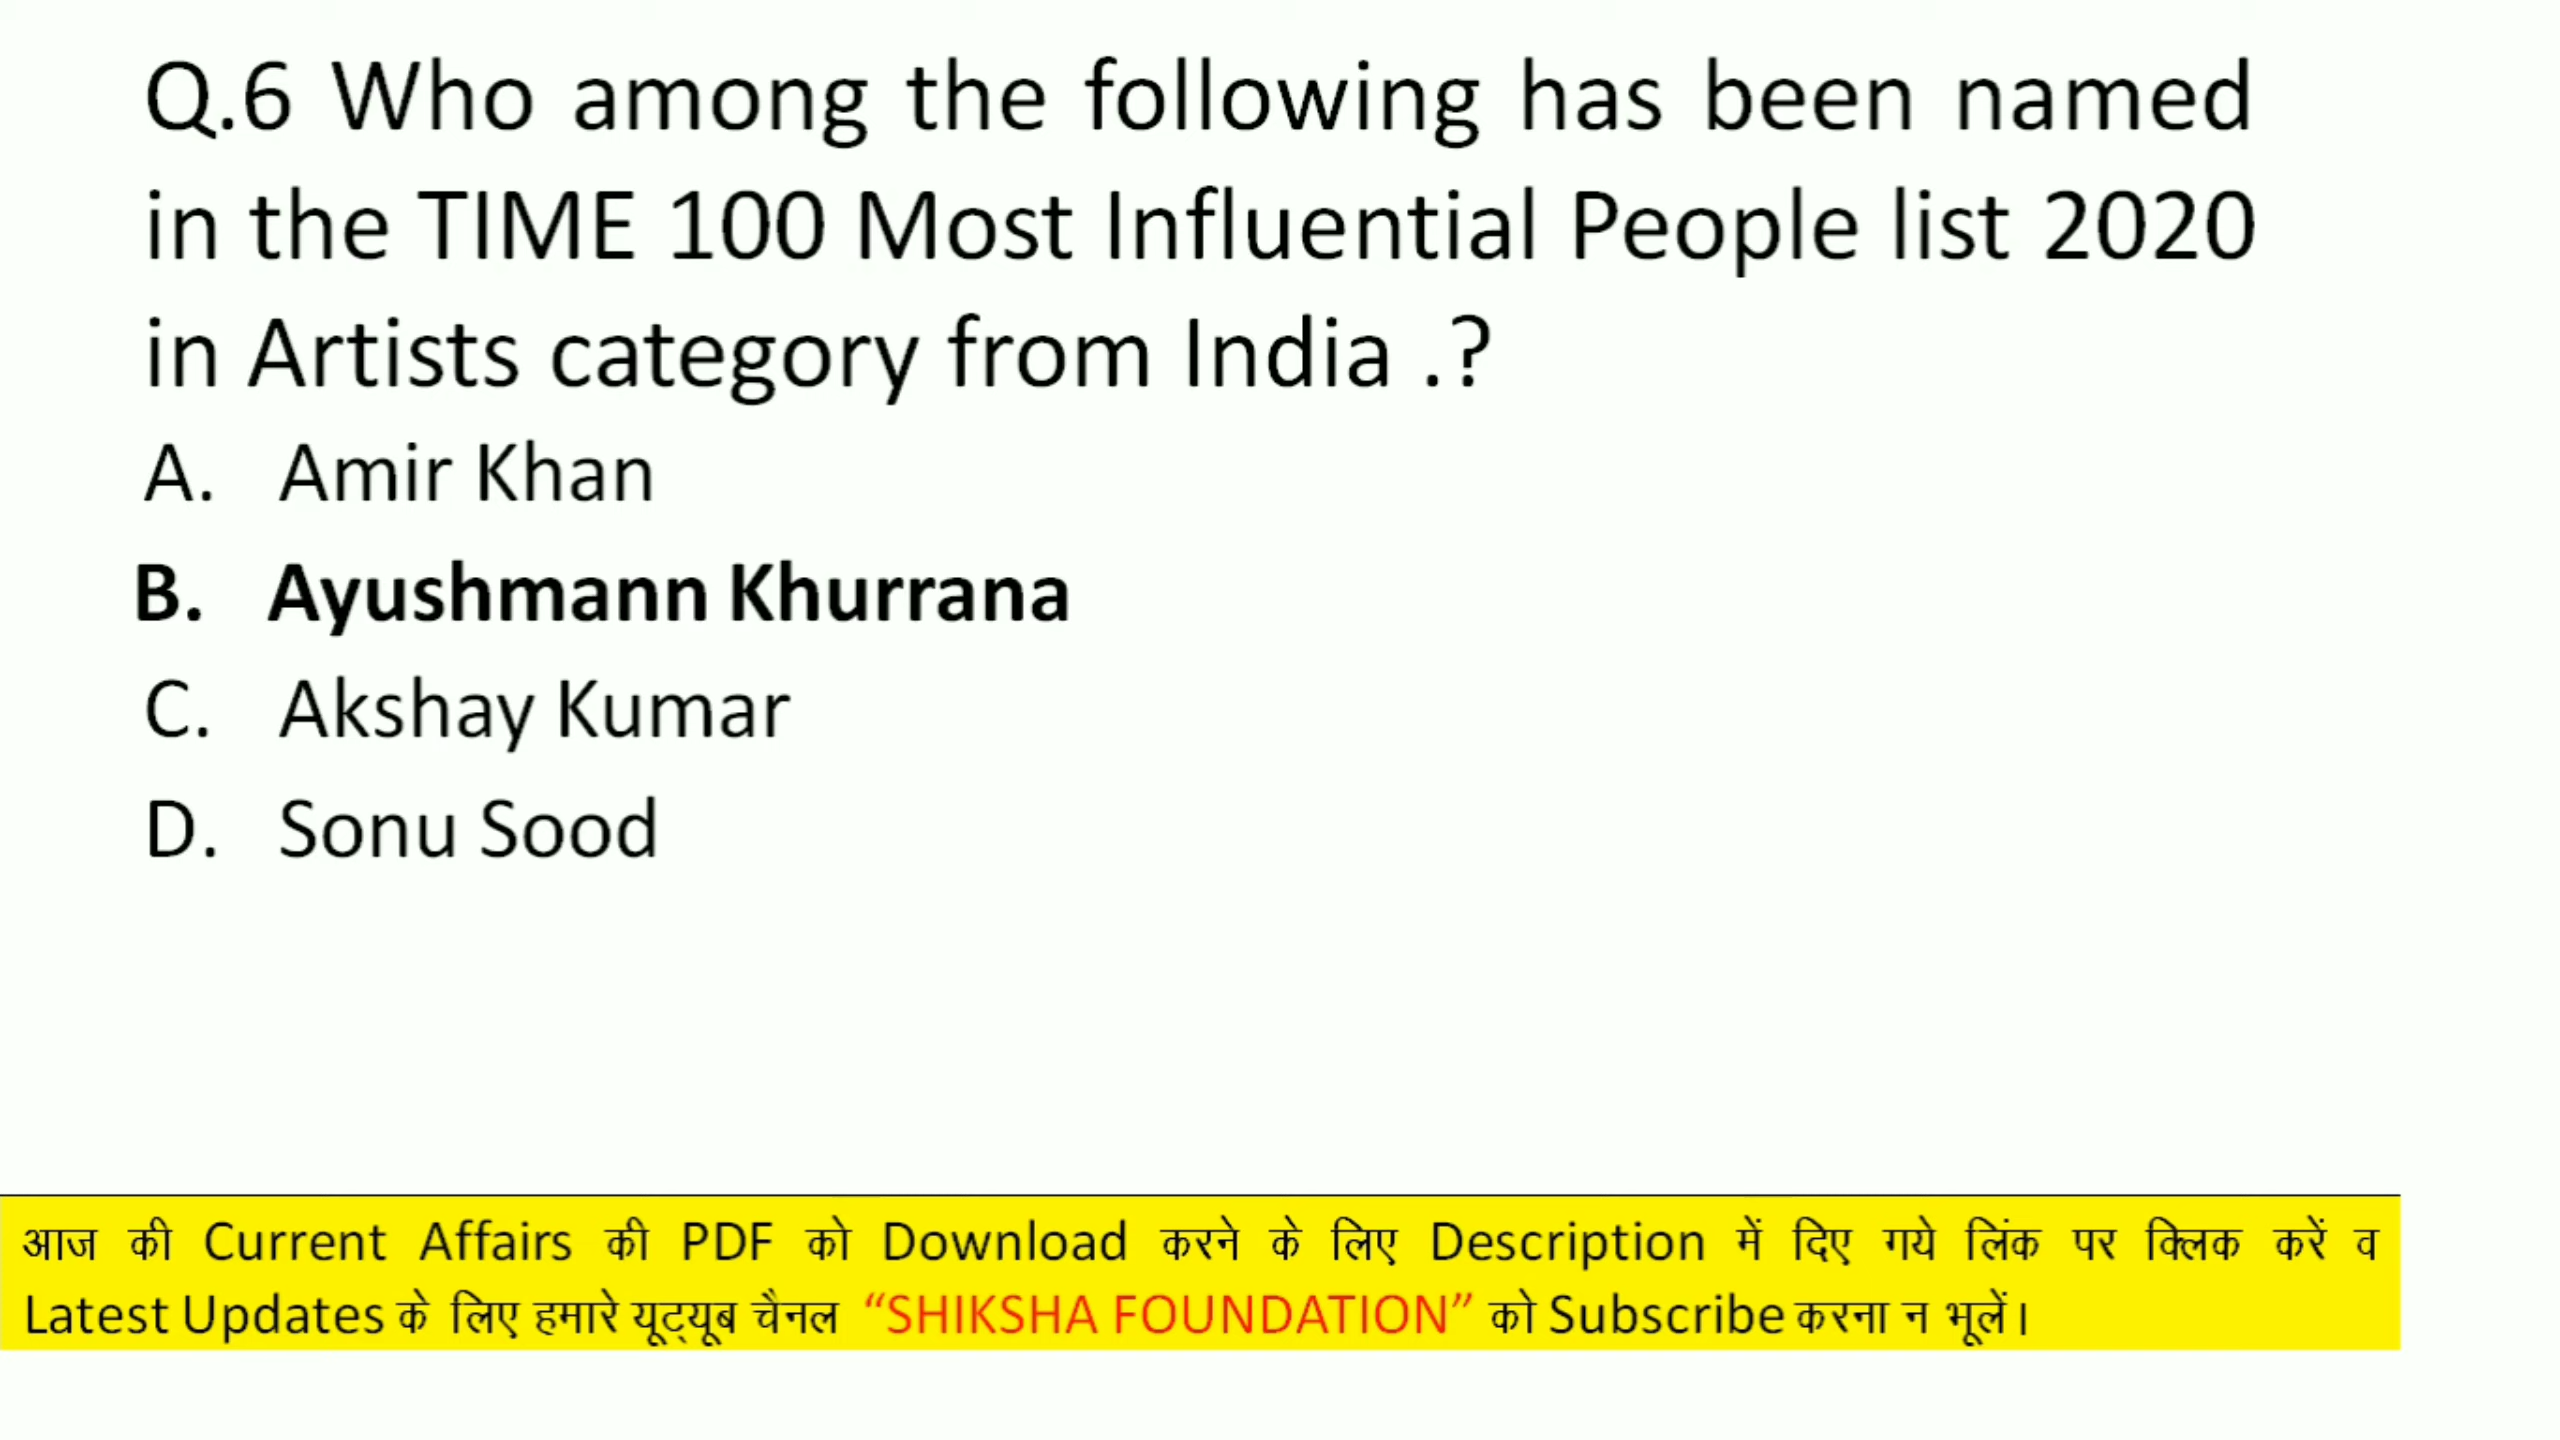 Q.6 Who among the following has been named
in the TIME 100 Most Influential People list 2020
in Artists category from India .?
A. Amir Khan
B. Ayushmann Khurrana
C. Akshay Kumar
D. Sonu Sood
आज की Current Affairs की PDF को Download करने के लिए Description में दिए गये लिंक पर क्लिक करें व
Latest Updates के लिए हमारे यूट्यूब चैनल “SHIKSHA FOUNDATION” को Subscribe करना न भूलें।